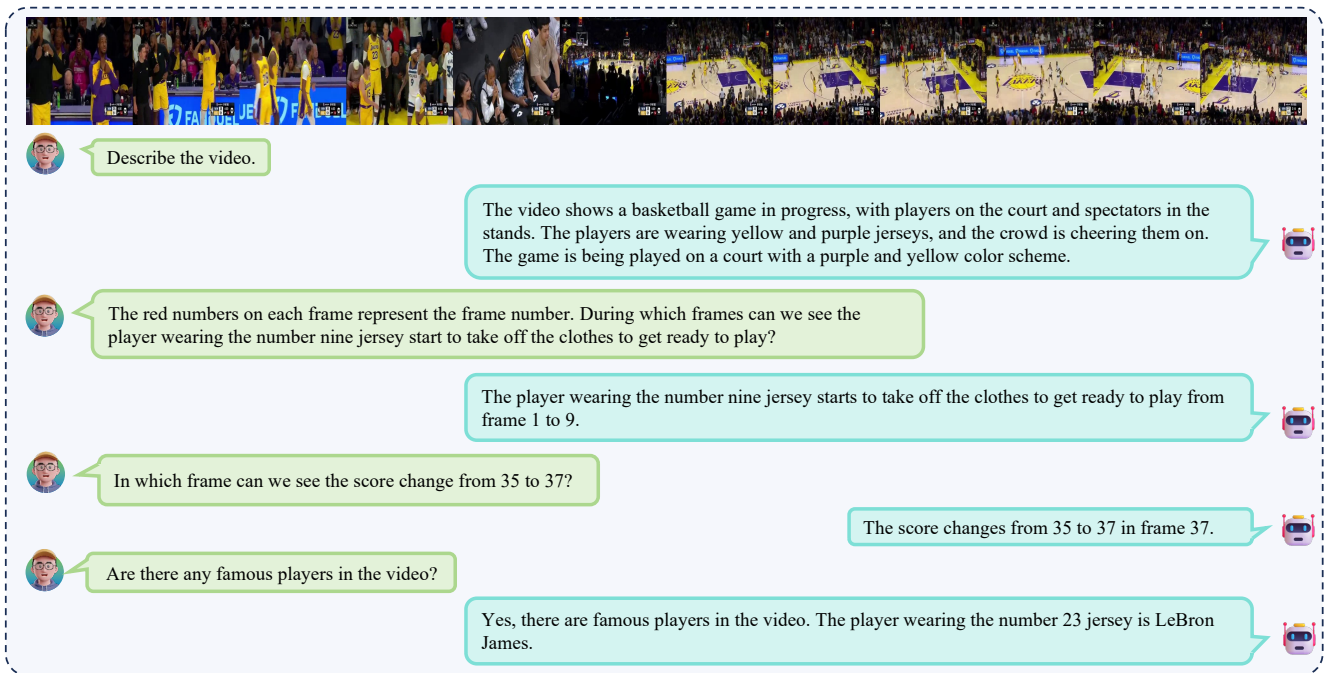 FANDUEL
Describe the video.
The video shows a basketball game in progress, with players on the court and spectators in the
stands. The players are wearing yellow and purple jerseys, and the crowd is cheering them on.
The game is being played on a court with a purple and yellow color scheme.
The red numbers on each frame represent the frame number. During which frames can we see the
player wearing the number nine jersey start to take off the clothes to get ready to play?
The player wearing the number nine jersey starts to take off the clothes to get ready to play from
frame 1 to 9.
In which frame can we see the score change from 35 to 37?
The score changes from 35 to 37 in frame 37.
Are there any famous players in the video?
Yes, there are famous players in the video. The player wearing the number 23 jersey is LeBron
James.